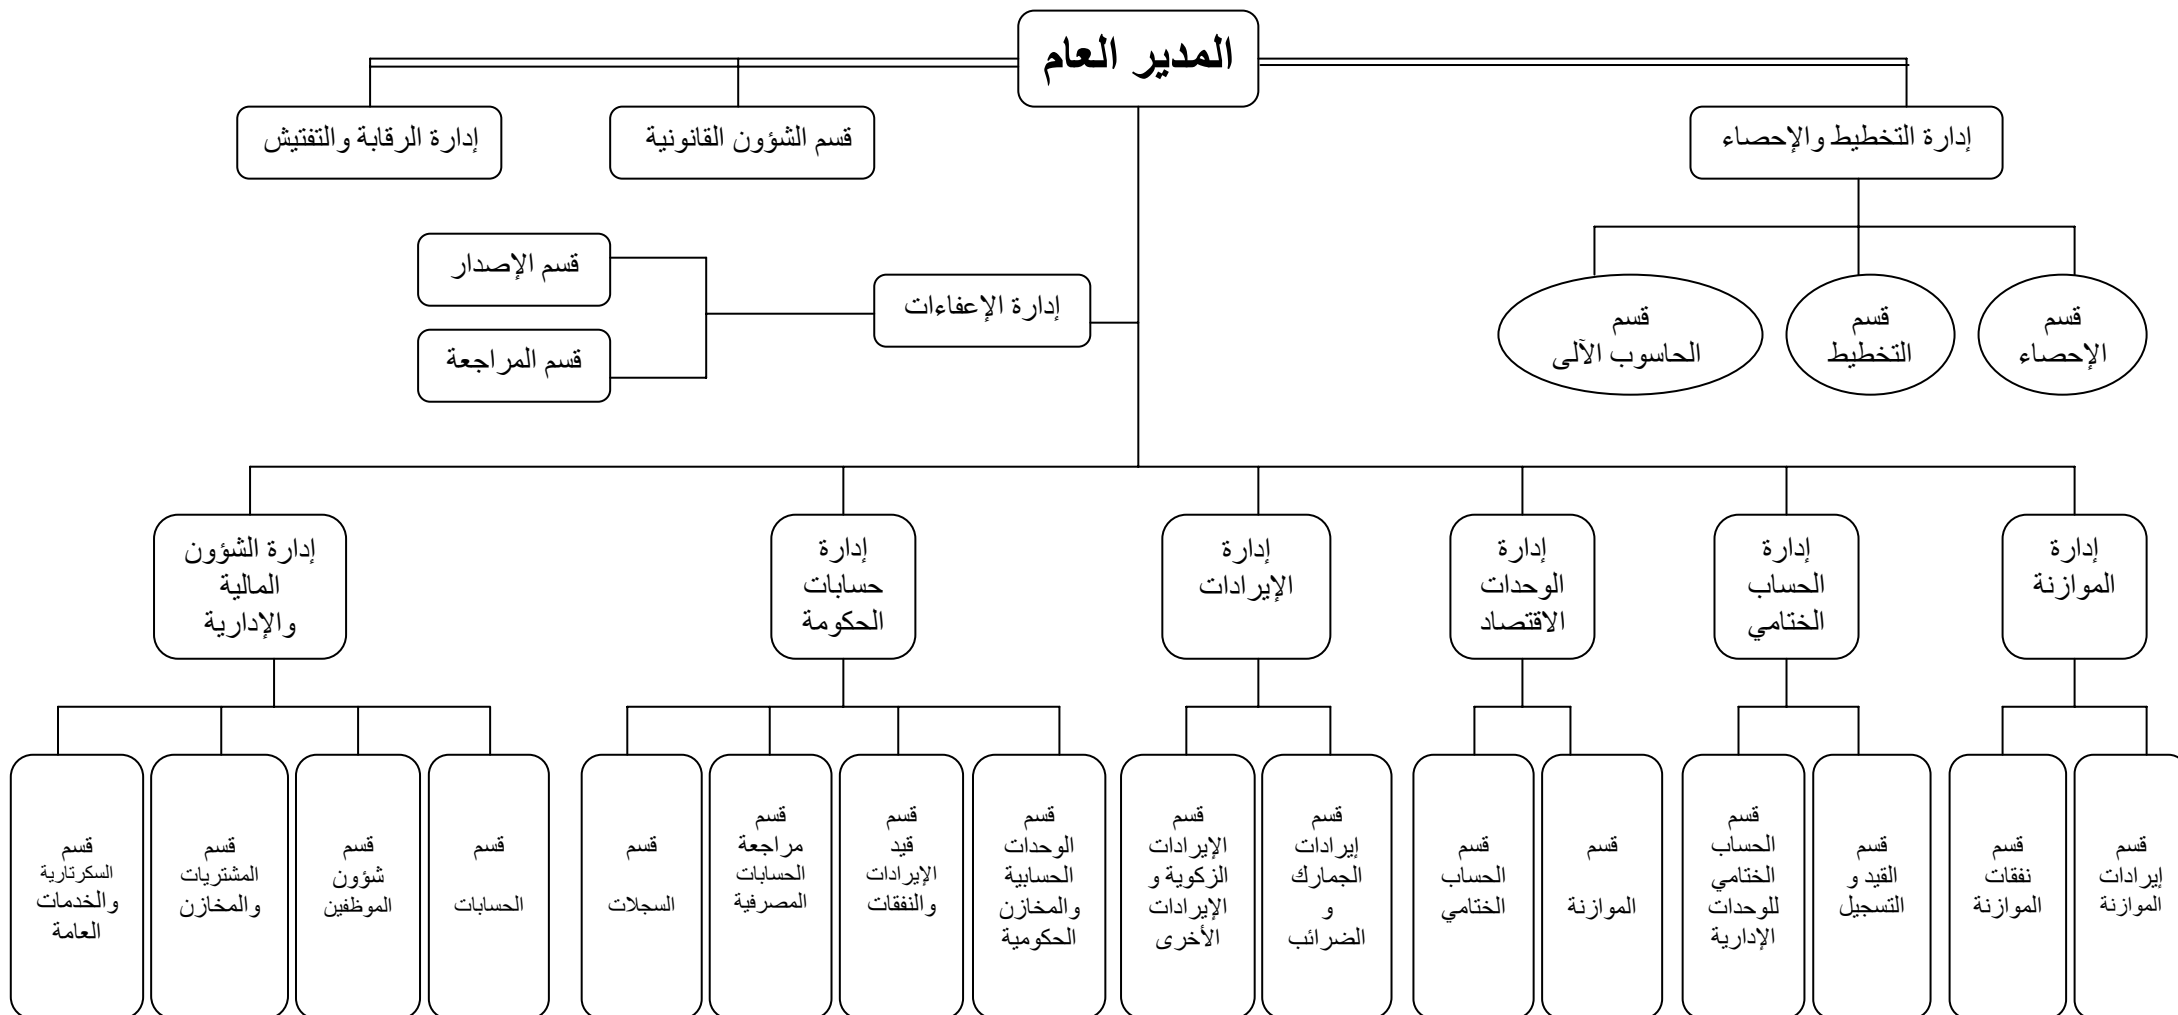 المدير العام
إدارة التخطيط والإحصاء
قسم الشؤون القانونية
إدارة الرقابة والتفتيش
قسم
الإحصاء
قسم
التخطيط
قسم
الحاسوب الآلى
إدارة الإعفاءات
قسم الإصدار
قسم المراجعة
إدارة
الموازنة
إدارة
الحساب
الختامي
إدارة
الوحدات
الاقتصاد
إدارة
الإيرادات
إدارة
حسابات
الحكومة
إدارة الشؤون
المالية
والإدارية
قسم
إيرادات
الموازنة
قسم
نفقات
الموازنة
قسم
القيد و
التسجيل
قسم
الحساب
الختامي
للوحدات
الإدارية
قسم
الموازنة
قسم
الحساب
الختامي
قسم
إيرادات
الجمارك
و
الضرائب
قسم
الإيرادات
الزكوية و
الإيرادات
الأخرى
قسم
الوحدات
الحسابية
والمخازن
الحكومية
قسم
قيد
الإيرادات
والنفقات
قسم
مراجعة
الحسابات
المصرفية
قسم
السجلات
قسم
الحسابات
قسم
شؤون
الموظفين
قسم
المشتريات
والمخازن
قسم
السكرتارية
والخدمات
العامة